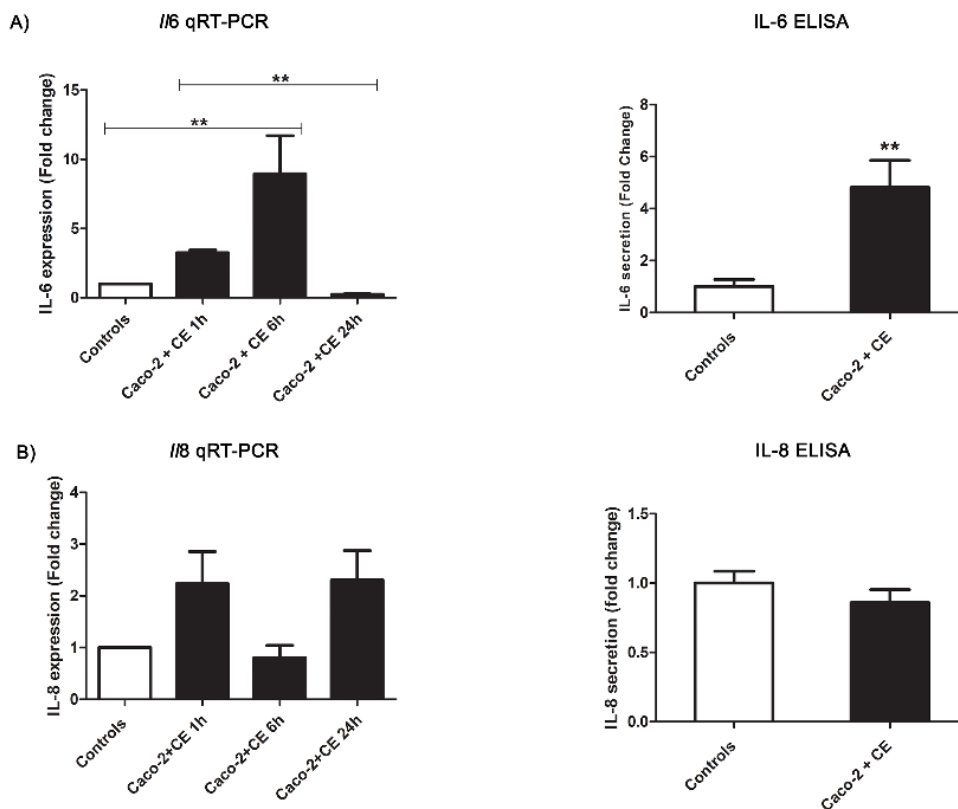 A)
Il6 qRT-PCR
IL-6 expression (Fold change)
15
10
5
0
**
**
Controls
Caco-2 + CE 1h
Caco-2 + CE 6h
Caco-2 +CE 24h
IL-6 ELISA
IL-6 secretion (Fold Change)
8
6
4
2
0
**
Controls
Caco-2 + CE
B)
Il8 qRT-PCR
IL-8 expression (Fold change)
4
3
2
1
0
Controls
Caco-2+CE 1h
Caco-2+CE 6h
Caco-2+CE 24h
IL-8 ELISA
IL-8 secretion (fold change)
1.5
1.0
0.5
0.0
Controls
Caco-2 + CE